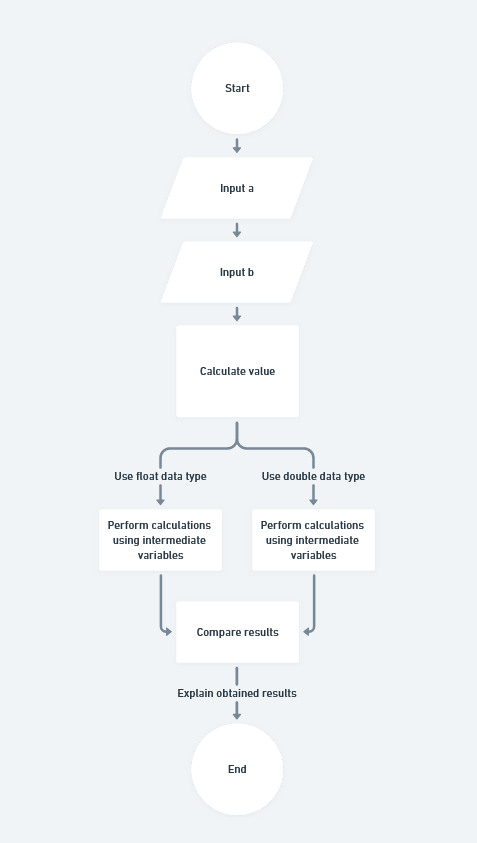 Start
Input a
Input b
Calculate value
Use float data type
Use double data type
Perform calculations
using intermediate
variables
Perform calculations
using intermediate
variables
Compare results
Explain obtained results
End